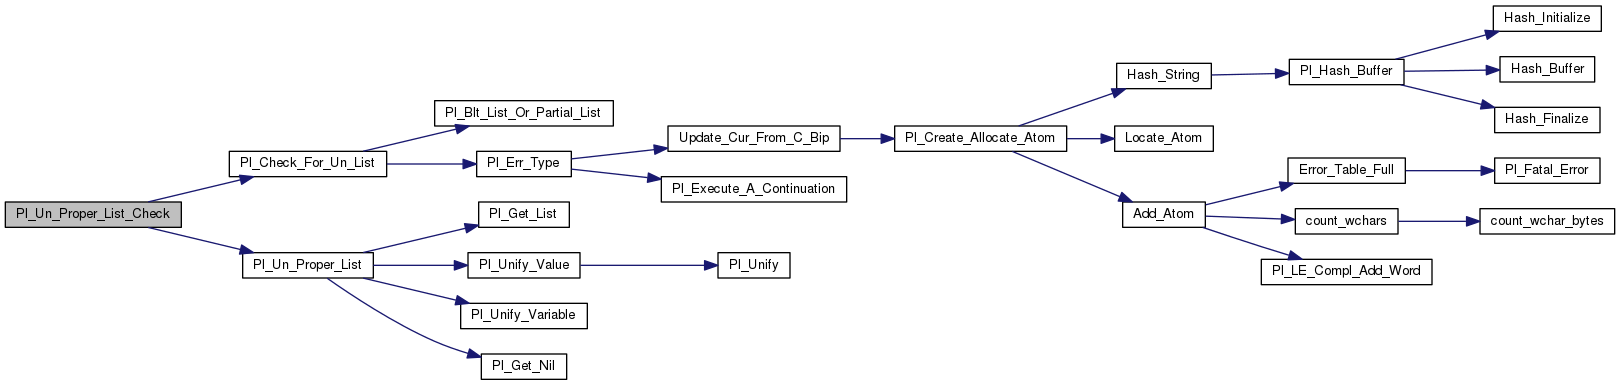 Pl_Un_Proper_List_Check
Pl_Check_For_Un_List
Pl_Blt_List_Or_Partial_List
Pl_Err_Type
Update_Cur_From_C_Bip
Pl_Create_Allocate_Atom
Hash_String
Pl_Hash_Buffer
Hash_Initialize
Hash_Buffer
Hash_Finalize
Locate_Atom
Add_Atom
Error_Table_Full
Pl_Fatal_Error
count_wchars
count_wchar_bytes
Pl_LE_Compl_Add_Word
Pl_Execute_A_Continuation
Pl_Un_Proper_List
Pl_Get_List
Pl_Unify_Value
Pl_Unify
Pl_Unify_Variable
Pl_Get_Nil